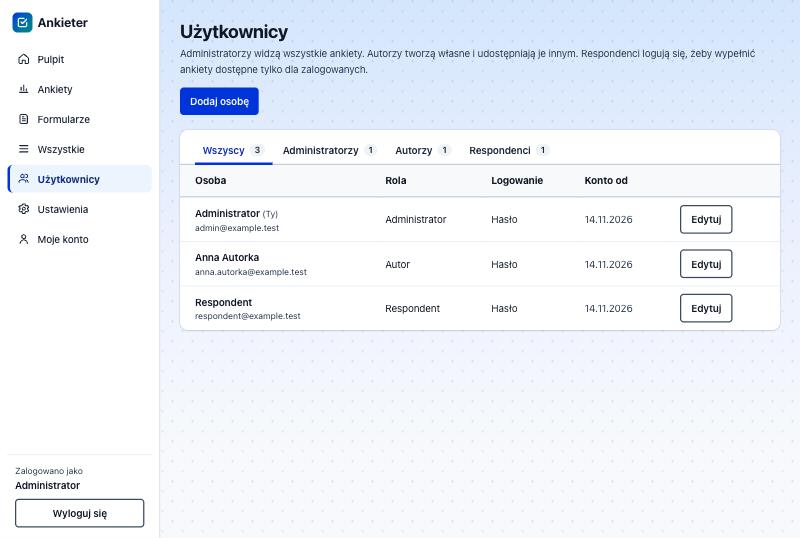 Ankieter
Pulpit
Ankiety
Formularze
Wszystkie
Użytkownicy
Ustawienia
Moje konto
Zalogowano jako
Administrator
Wyloguj się
Użytkownicy
Administratorzy widzą wszystkie ankiety. Autorzy tworzą własne i udostępniają je innym. Respondenci logują się, żeby wypełnić
ankiety dostępne tylko dla zalogowanych.
Dodaj osobę
Wszyscy 3 Administratorzy 1 Autorzy 1 Respondenci 1
Osoba Rola Logowanie Konto od
Administrator (Ty) Administrator Hasło 14.11.2026 Edytuj
admin@example.test
Anna Autorka Autor Hasło 14.11.2026 Edytuj
anna.autorka@example.test
Respondent Respondent Hasło 14.11.2026 Edytuj
respondent@example.test